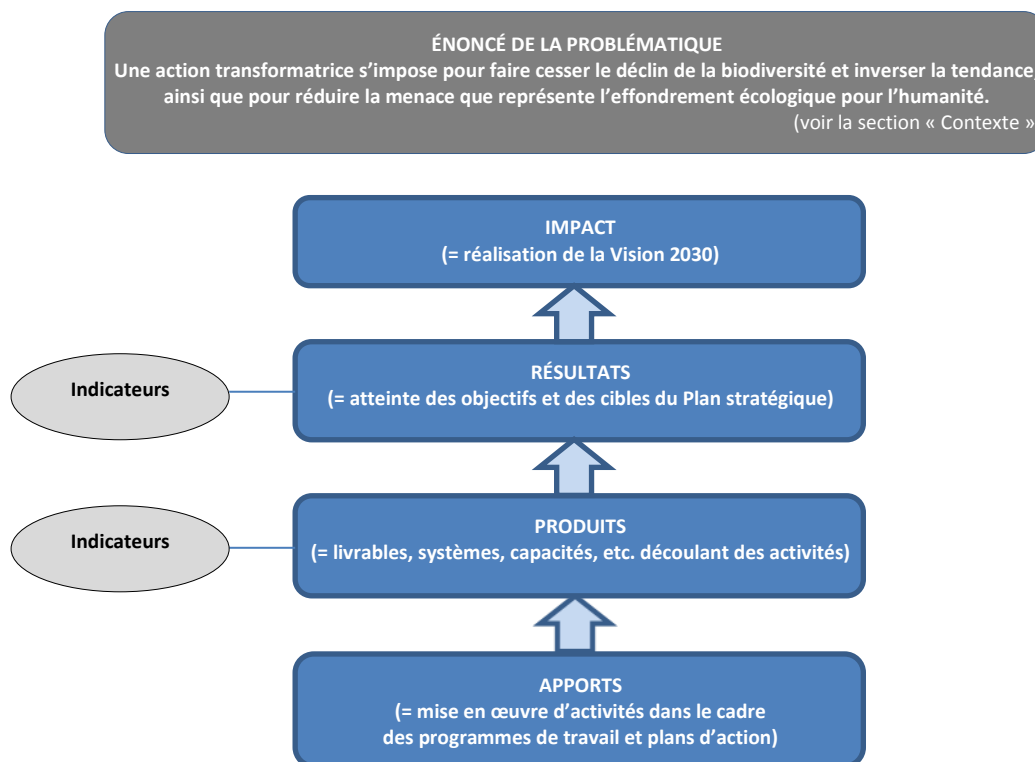 ÉNONCÉ DE LA PROBLÉMATIQUE
Une action transformatrice s’impose pour faire cesser le déclin de la biodiversité et inverser la tendance,
ainsi que pour réduire la menace que représente l’effondrement écologique pour l’humanité.
(voir la section « Contexte »
IMPACT
(= réalisation de la Vision 2030)
Indicateurs
RÉSULTATS
(= atteinte des objectifs et des cibles du Plan stratégique)
Indicateurs
PRODUITS
(= livrables, systèmes, capacités, etc. découlant des activités)
APPORTS
(= mise en œuvre d’activités dans le cadre
des programmes de travail et plans d’action)